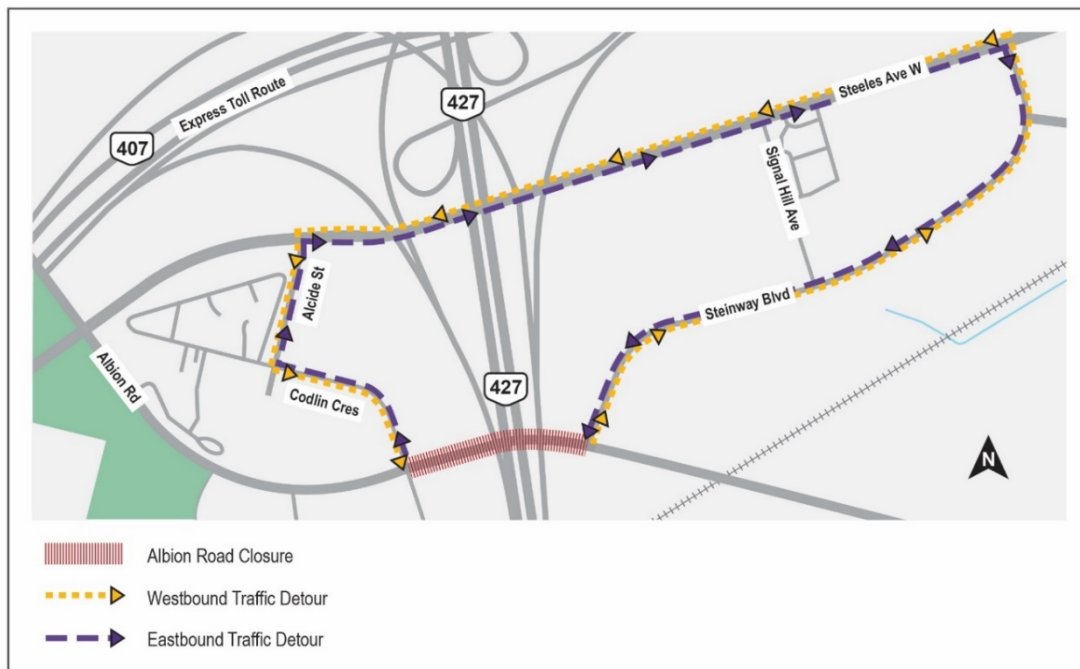 Express Toll Route
407
427
Steeles Ave W
Signal Hill Ave
Alcide St
Steinway Blvd
Albion Rd
427
Codlin Cres
N
Albion Road Closure
Westbound Traffic Detour
Eastbound Traffic Detour